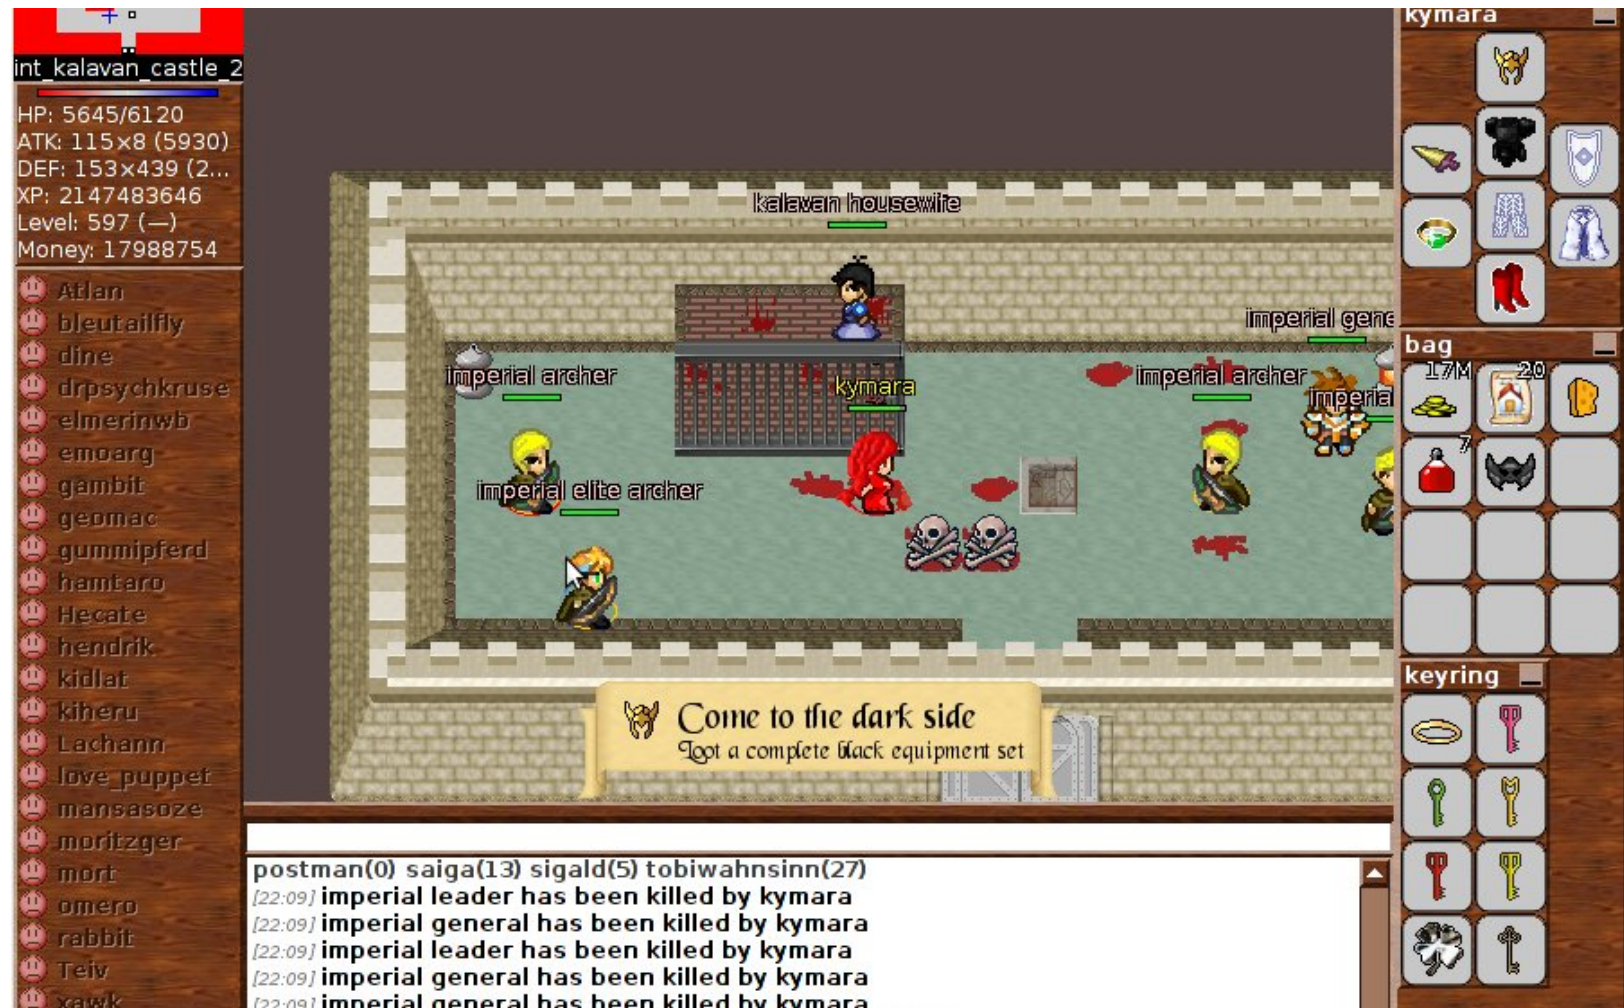 int_kalavan_castle_2
HP: 5645/6120
ATK: 115×8 (5930)
DEF: 153×439 (2...
XP: 2147483646
Level: 597 (—)
Money: 17988754
Atlan
bleutailfly
dine
drpsychkruse
elmerinwb
emoarg
gambit
geomac
gummipferd
hamtaro
Hecate
hendrik
kidlat
kiheru
Lachann
love_puppet
mansasoze
moritzger
mort
omero
rabbit
Teiv
xawk
kalavan housewife
imperial gene
imperial archer
kymara
imperial archer
imperia
imperial elite archer
Come to the dark side
Loot a complete black equipment set
postman(0) saiga(13) sigald(5) tobiwahnsinn(27)
[22:09] imperial leader has been killed by kymara
[22:09] imperial general has been killed by kymara
[22:09] imperial leader has been killed by kymara
[22:09] imperial general has been killed by kymara
[22:09] imperial general has been killed by kymara
kymara
bag
17M
20
7
keyring